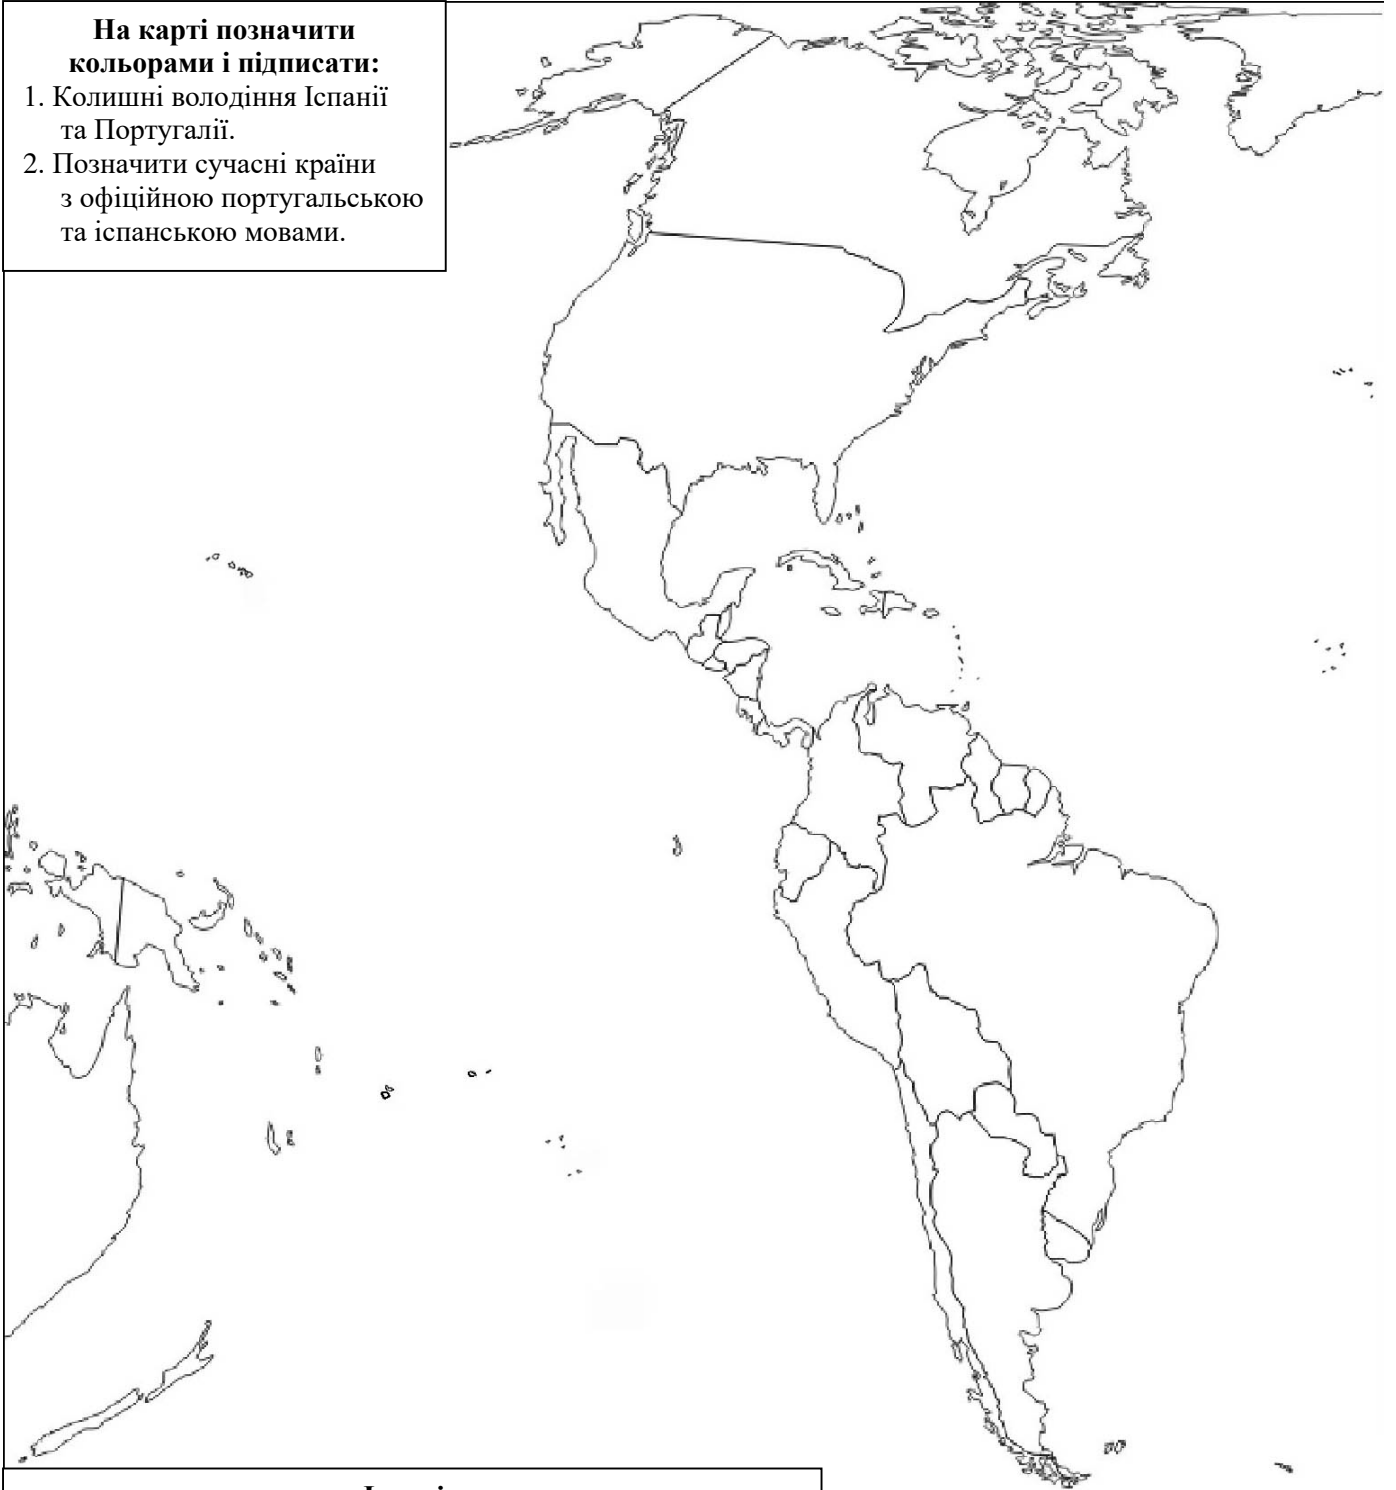 На карті позначити
кольорами і підписати:
1. Колишні володіння Іспанії
та Португалії.
2. Позначити сучасні країни
з офіційною португальською
та іспанською мовами.